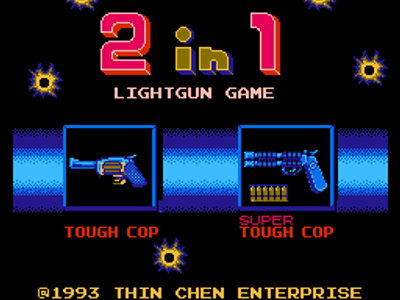 2 in 1
LIGHTGUN GAME
SUPER
TOUGH COP TOUGH COP
@1993 THIN CHEN ENTERPRISE